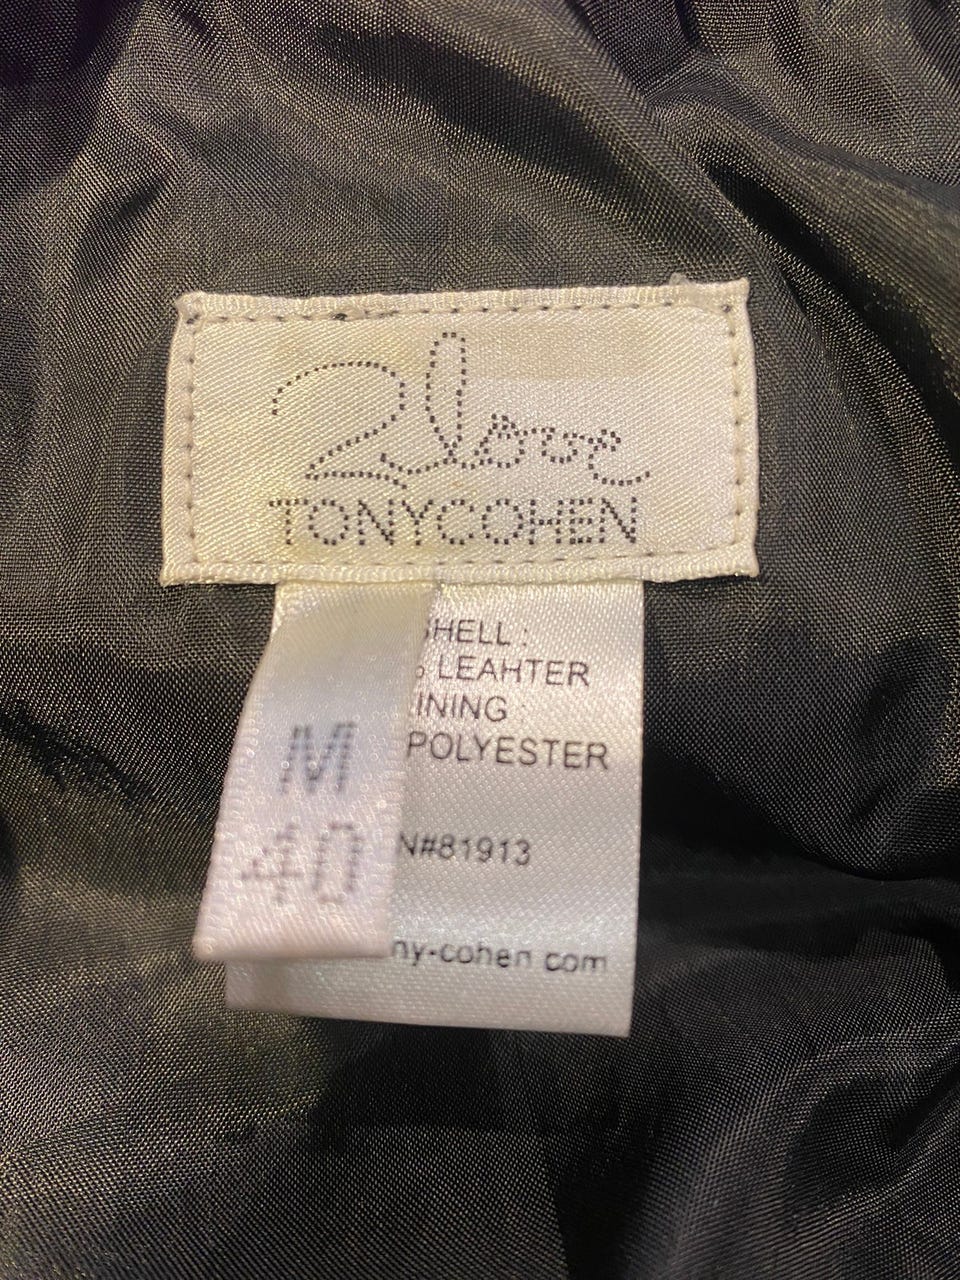 2love
TONYCOHEN
M
40
SHELL:
% LEAHTER
INING :
POLYESTER
N#81913
ny-cohen.com